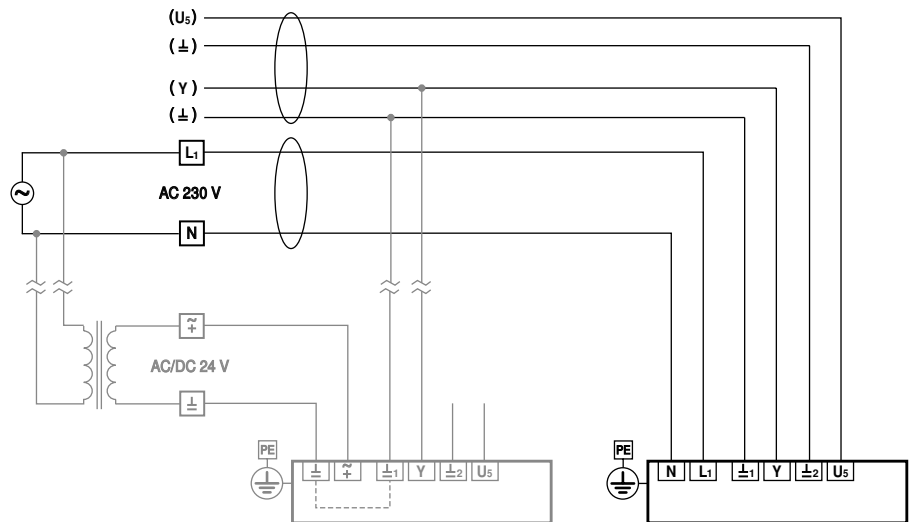 (U₅)
(⊥)
(Y)
(⊥)
L₁
~
AC 230 V
N
~
+
AC/DC 24 V
⊥
PE
PE
⊥ ~+ ⊥₁ Y ⊥₂ U₅
N L₁ ⊥₁ Y ⊥₂ U₅